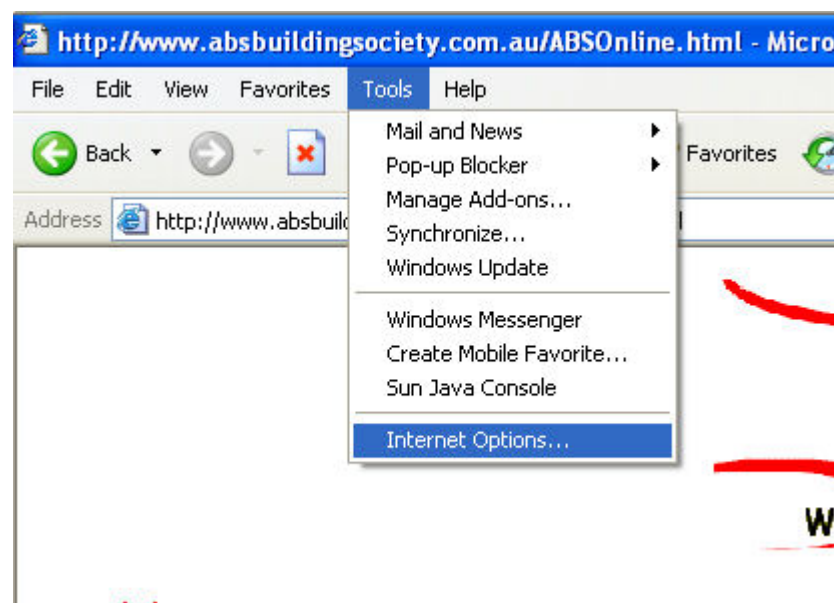 http://www.absbuildingsociety.com.au/ABSOnline.html - Micro
File Edit View Favorites Tools Help
Back Favorites
Address http://www.absbuild
Mail and News
Pop-up Blocker
Manage Add-ons...
Synchronize...
Windows Update
Windows Messenger
Create Mobile Favorite...
Sun Java Console
Internet Options...
W